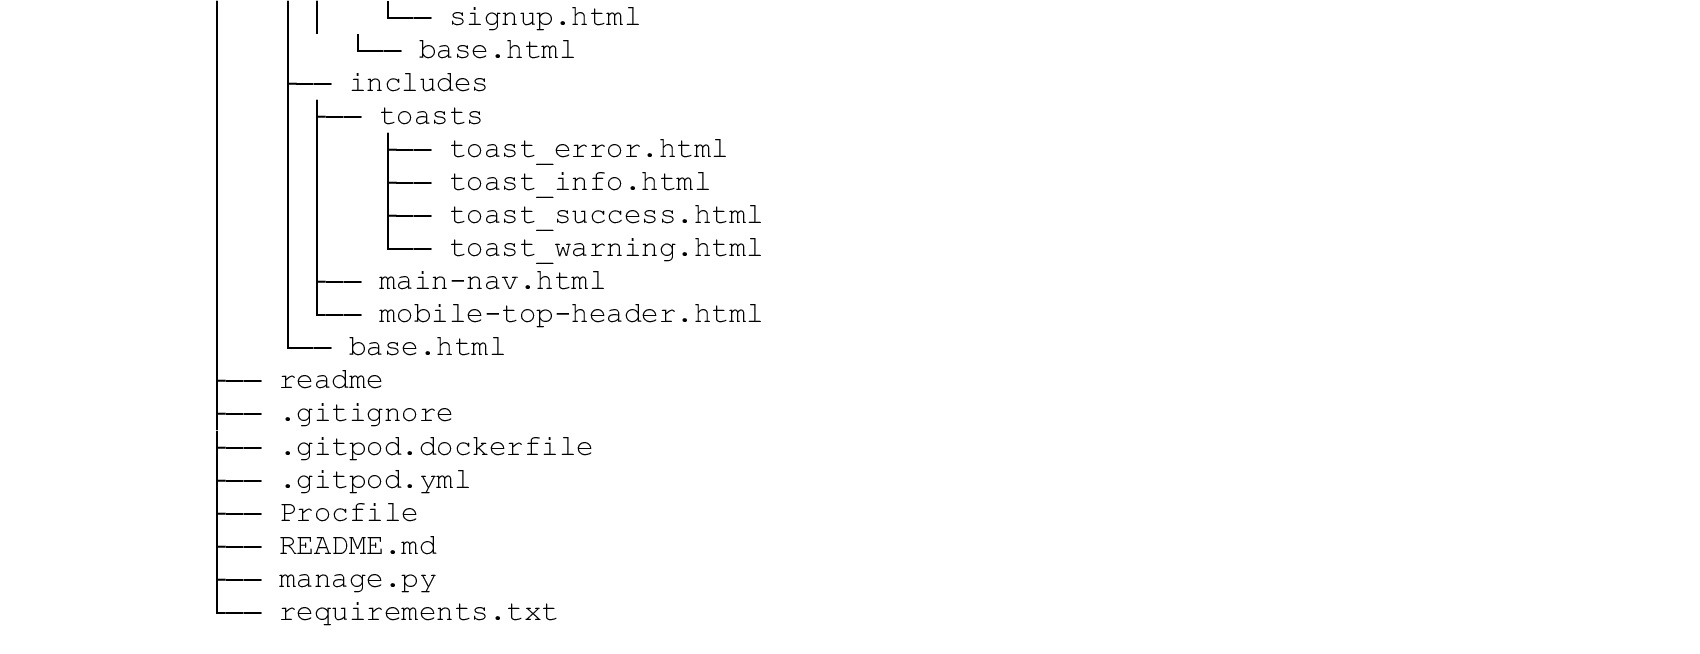 │   │ │   └── signup.html
│   │   └── base.html
│   ├── includes
│   │ ├── toasts
│   │ │   ├── toast_error.html
│   │ │   ├── toast_info.html
│   │ │   ├── toast_success.html
│   │ │   └── toast_warning.html
│   │ ├── main-nav.html
│   │ └── mobile-top-header.html
│   └── base.html
├── readme
├── .gitignore
├── .gitpod.dockerfile
├── .gitpod.yml
├── Procfile
├── README.md
├── manage.py
└── requirements.txt